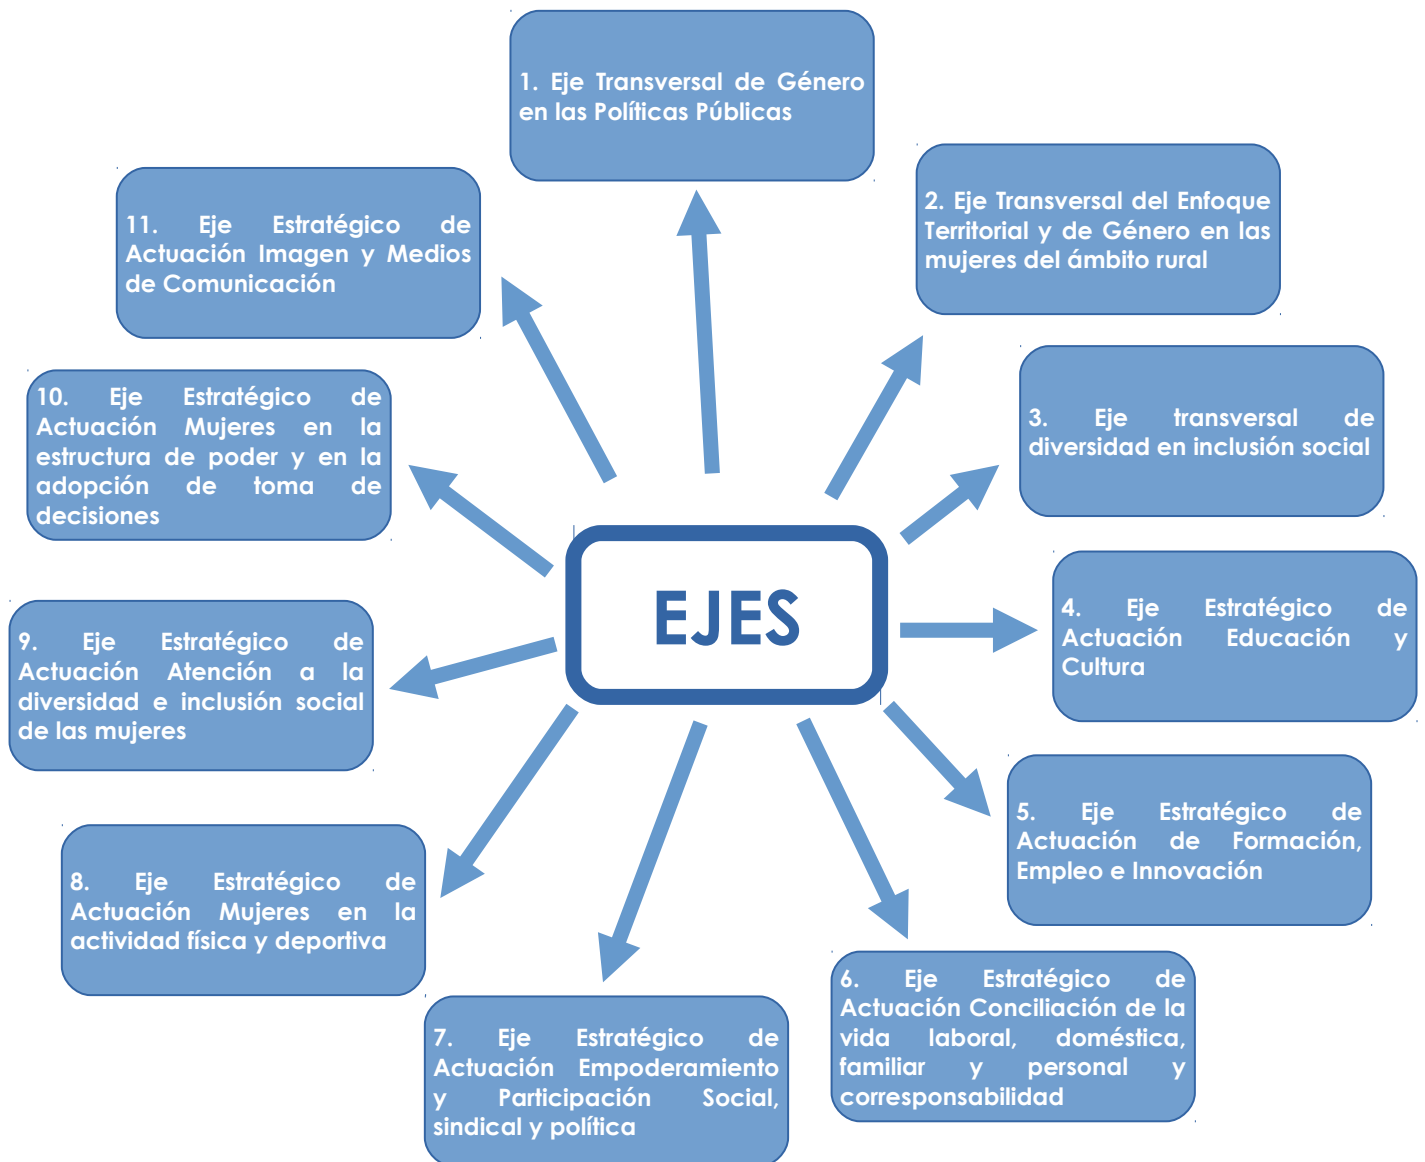 1. Eje Transversal de Género
en las Políticas Públicas
2. Eje Transversal del Enfoque
Territorial y de Género en las
mujeres del ámbito rural
3. Eje transversal de
diversidad en inclusión social
4. Eje Estratégico de
Actuación Educación y
Cultura
5. Eje Estratégico de
Actuación de Formación,
Empleo e Innovación
6. Eje Estratégico de
Actuación Conciliación de la
vida laboral, doméstica,
familiar y personal y
corresponsabilidad
7. Eje Estratégico de
Actuación Empoderamiento
y Participación Social,
sindical y política
8. Eje Estratégico de
Actuación Mujeres en la
actividad física y deportiva
9. Eje Estratégico de
Actuación Atención a la
diversidad e inclusión social
de las mujeres
10. Eje Estratégico de
Actuación Mujeres en la
estructura de poder y en la
adopción de toma de
decisiones
11. Eje Estratégico de
Actuación Imagen y Medios
de Comunicación
EJES